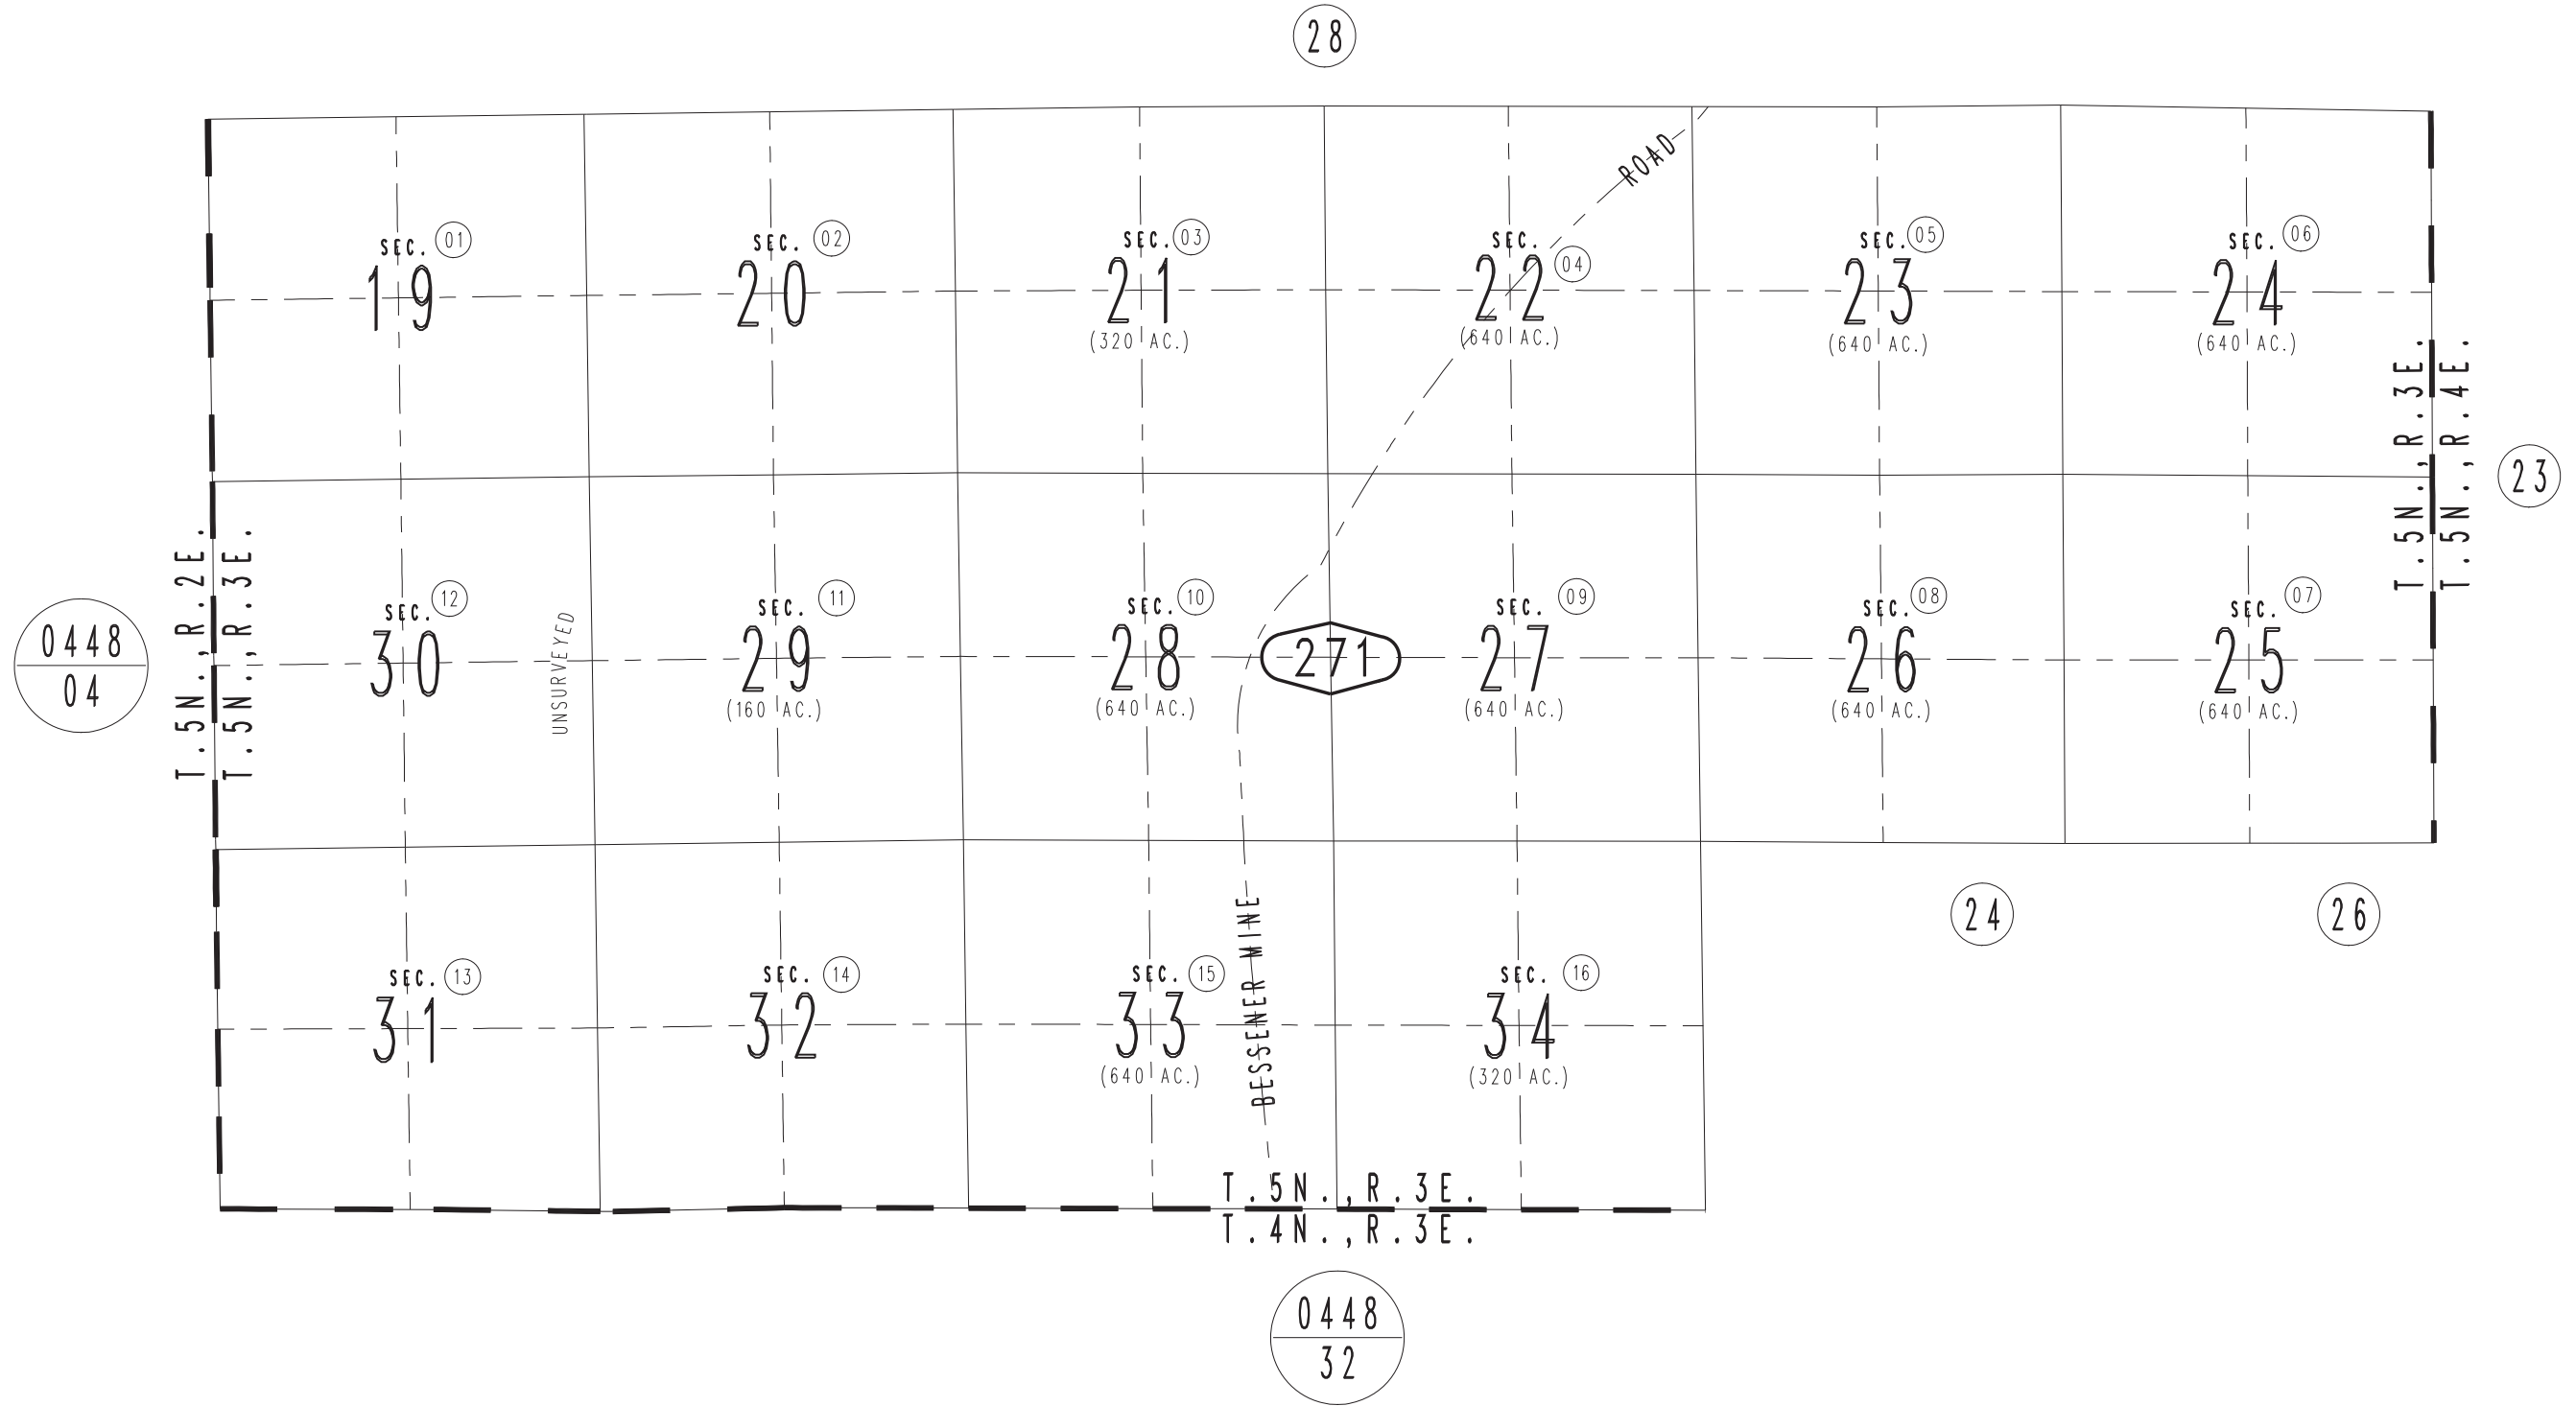 28
ROAD
SEC. 01
19
SEC. 02
20
SEC. 03
21
(320 AC.)
SEC.
22 04
(640 AC.)
SEC. 05
23
(640 AC.)
SEC. 06
24
(640 AC.)
T.5N.,R.3E.
T.5N.,R.4E.
23
T.5N.,R.2E.
T.5N.,R.3E.
0448
04
SEC. 12
30
UNSURVEYED
SEC. 11
29
(160 AC.)
SEC. 10
28
(640 AC.)
271
SEC. 09
27
(640 AC.)
SEC. 08
26
(640 AC.)
SEC. 07
25
(640 AC.)
24
26
SEC. 13
31
SEC. 14
32
SEC. 15
33
(640 AC.)
BESSENER MINE
SEC. 16
34
(320 AC.)
T.5N.,R.3E.
T.4N.,R.3E.
0448
32